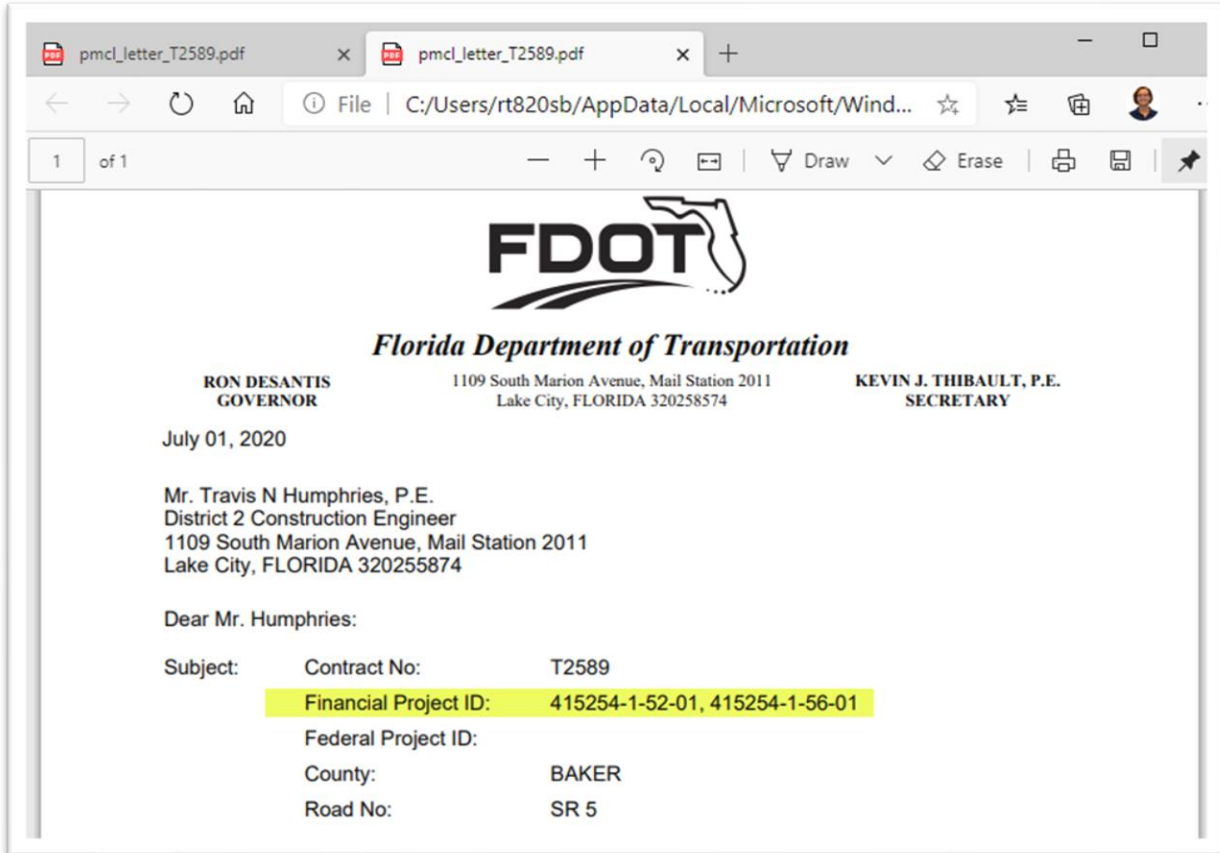 pmcl_letter_T2589.pdf pmcl_letter_T2589.pdf
File C:/Users/rt820sb/AppData/Local/Microsoft/Wind...
1 of 1 Draw Erase
FDOT
Florida Department of Transportation
RON DESANTIS 1109 South Marion Avenue, Mail Station 2011 KEVIN J. THIBAULT, P.E.
GOVERNOR Lake City, FLORIDA 320258574 SECRETARY
July 01, 2020
Mr. Travis N Humphries, P.E.
District 2 Construction Engineer
1109 South Marion Avenue, Mail Station 2011
Lake City, FLORIDA 320255874
Dear Mr. Humphries:
Subject: Contract No: T2589
Financial Project ID: 415254-1-52-01, 415254-1-56-01
Federal Project ID:
County: BAKER
Road No: SR 5